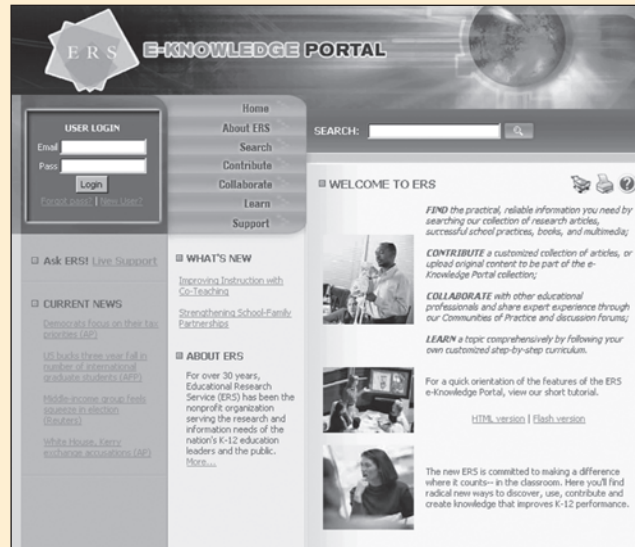 ERS
E-KNOWLEDGE PORTAL
USER LOGIN
Email
Pass
Login
Forgot pass? | New User?
Home
About ERS
Search
Contribute
Collaborate
Learn
Support
SEARCH:
Ask ERS! Live Support
CURRENT NEWS
Democrats focus on their tax
priorities (AP)
US bucks three year fall in
number of international
graduate students (AFP)
Middle-income group feels
squeeze in election
(Reuters)
White House, Kerry
exchange accusations (AP)
WHAT'S NEW
Improving Instruction with
Co-Teaching
Strengthening School-Family
Partnerships
ABOUT ERS
For over 30 years,
Educational Research
Service (ERS) has been the
nonprofit organization
serving the research and
information needs of the
nation's K-12 education
leaders and the public.
More...
WELCOME TO ERS
?
FIND the practical, reliable information you need by
searching our collection of research articles,
successful school practices, books, and multimedia;
CONTRIBUTE a customized collection of articles, or
upload original content to be part of the e-
Knowledge Portal collection;
COLLABORATE with other educational
professionals and share expert experience through
our Communities of Practice and discussion forums;
LEARN a topic comprehensively by following your
own customized step-by-step curriculum.
For a quick orientation of the features of the ERS
e-Knowledge Portal, view our short tutorial.
HTML version | Flash version
The new ERS is committed to making a difference
where it counts-- in the classroom. Here you'll find
radical new ways to discover, use, contribute and
create knowledge that improves K-12 performance.